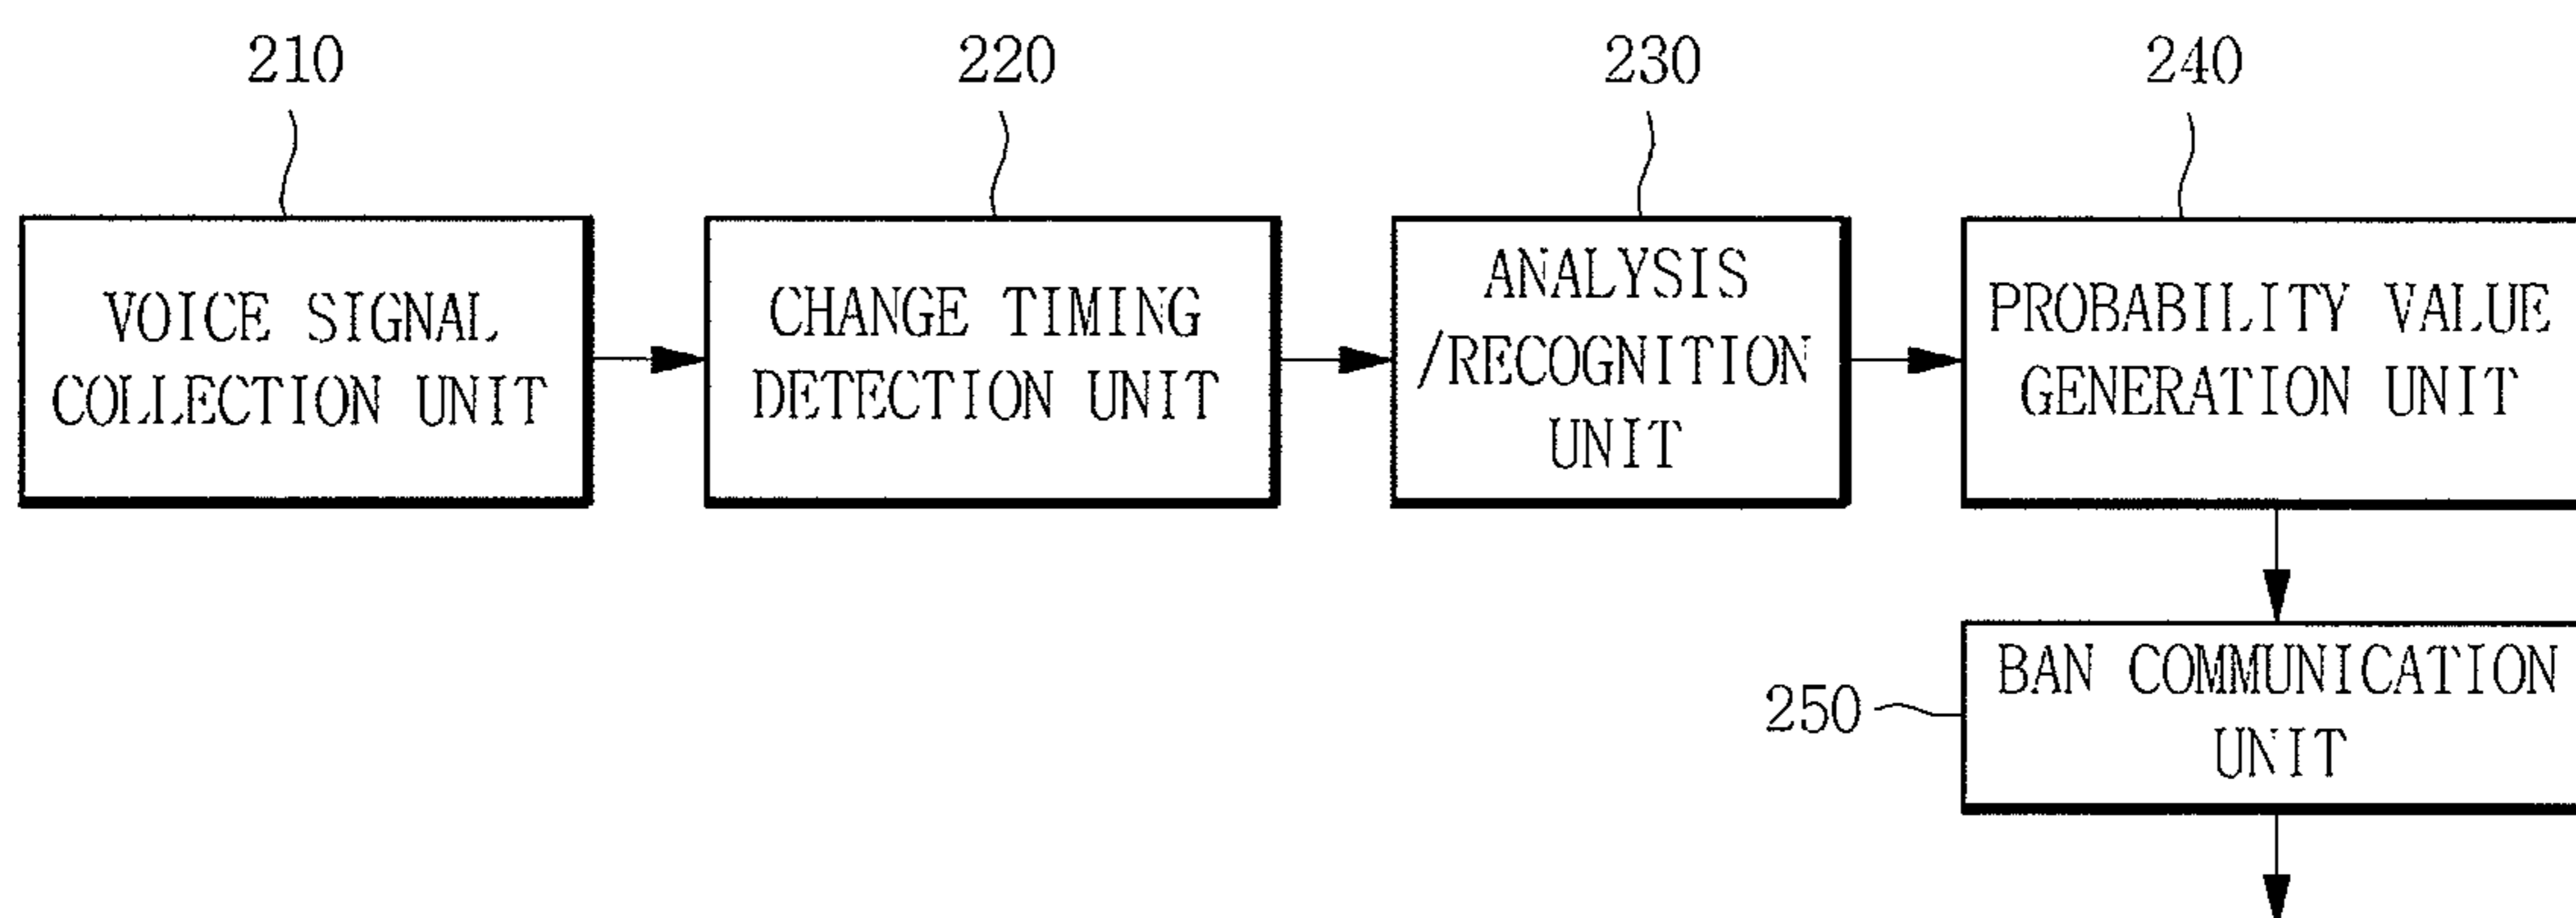 210
220
230
240
VOICE SIGNAL
COLLECTION UNIT
CHANGE TIMING
DETECTION UNIT
ANALYSIS
/RECOGNITION
UNIT
PROBABILITY VALUE
GENERATION UNIT
250
BAN COMMUNICATION
UNIT